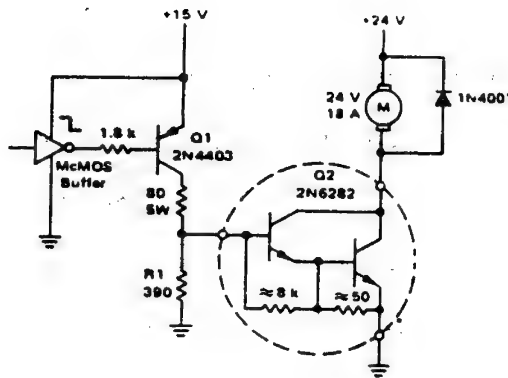 +15 V
+24 V
1.8 k
Q1
2N4403
McMOS
Buffer
24 V
18 A
M
1N4001
80
5W
Q2
2N6282
R1
390
≈8 k
≈50